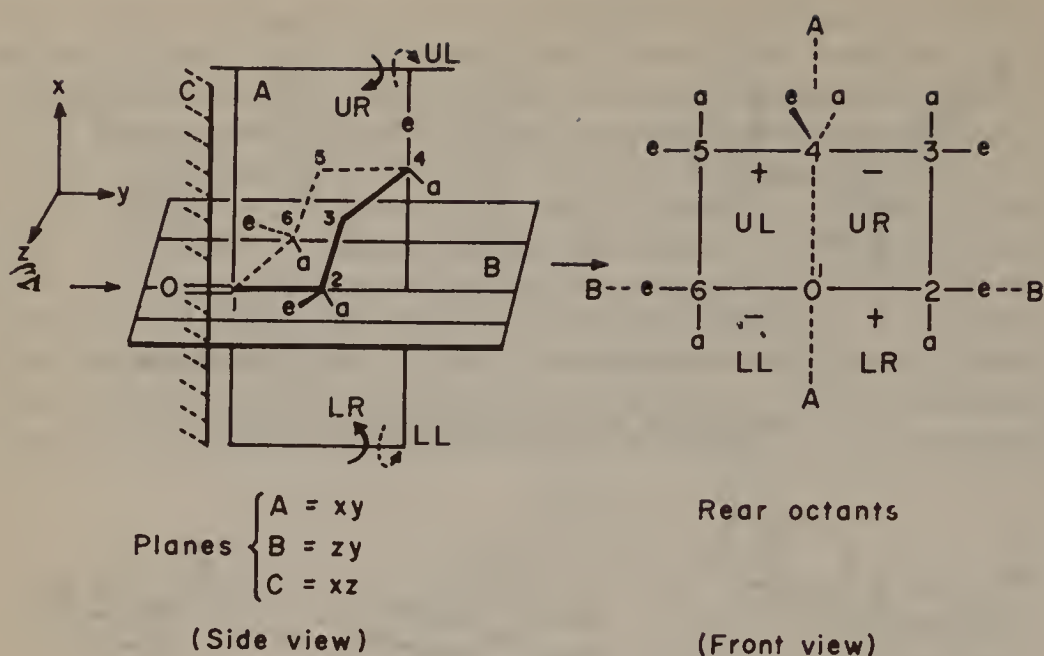 UL
A
C A
UR
x
e
e a
a
a
5
4
a
3
y
z
6
e
a
B
O
2
e
a
e 5 4 3 e
+ −
UL UR
1
B e 6 O 2 e B
− +
a LL LR a
A
LR
LL
Planes { A = xy
B = zy
C = xz
Rear octants
(Side view)
(Front view)